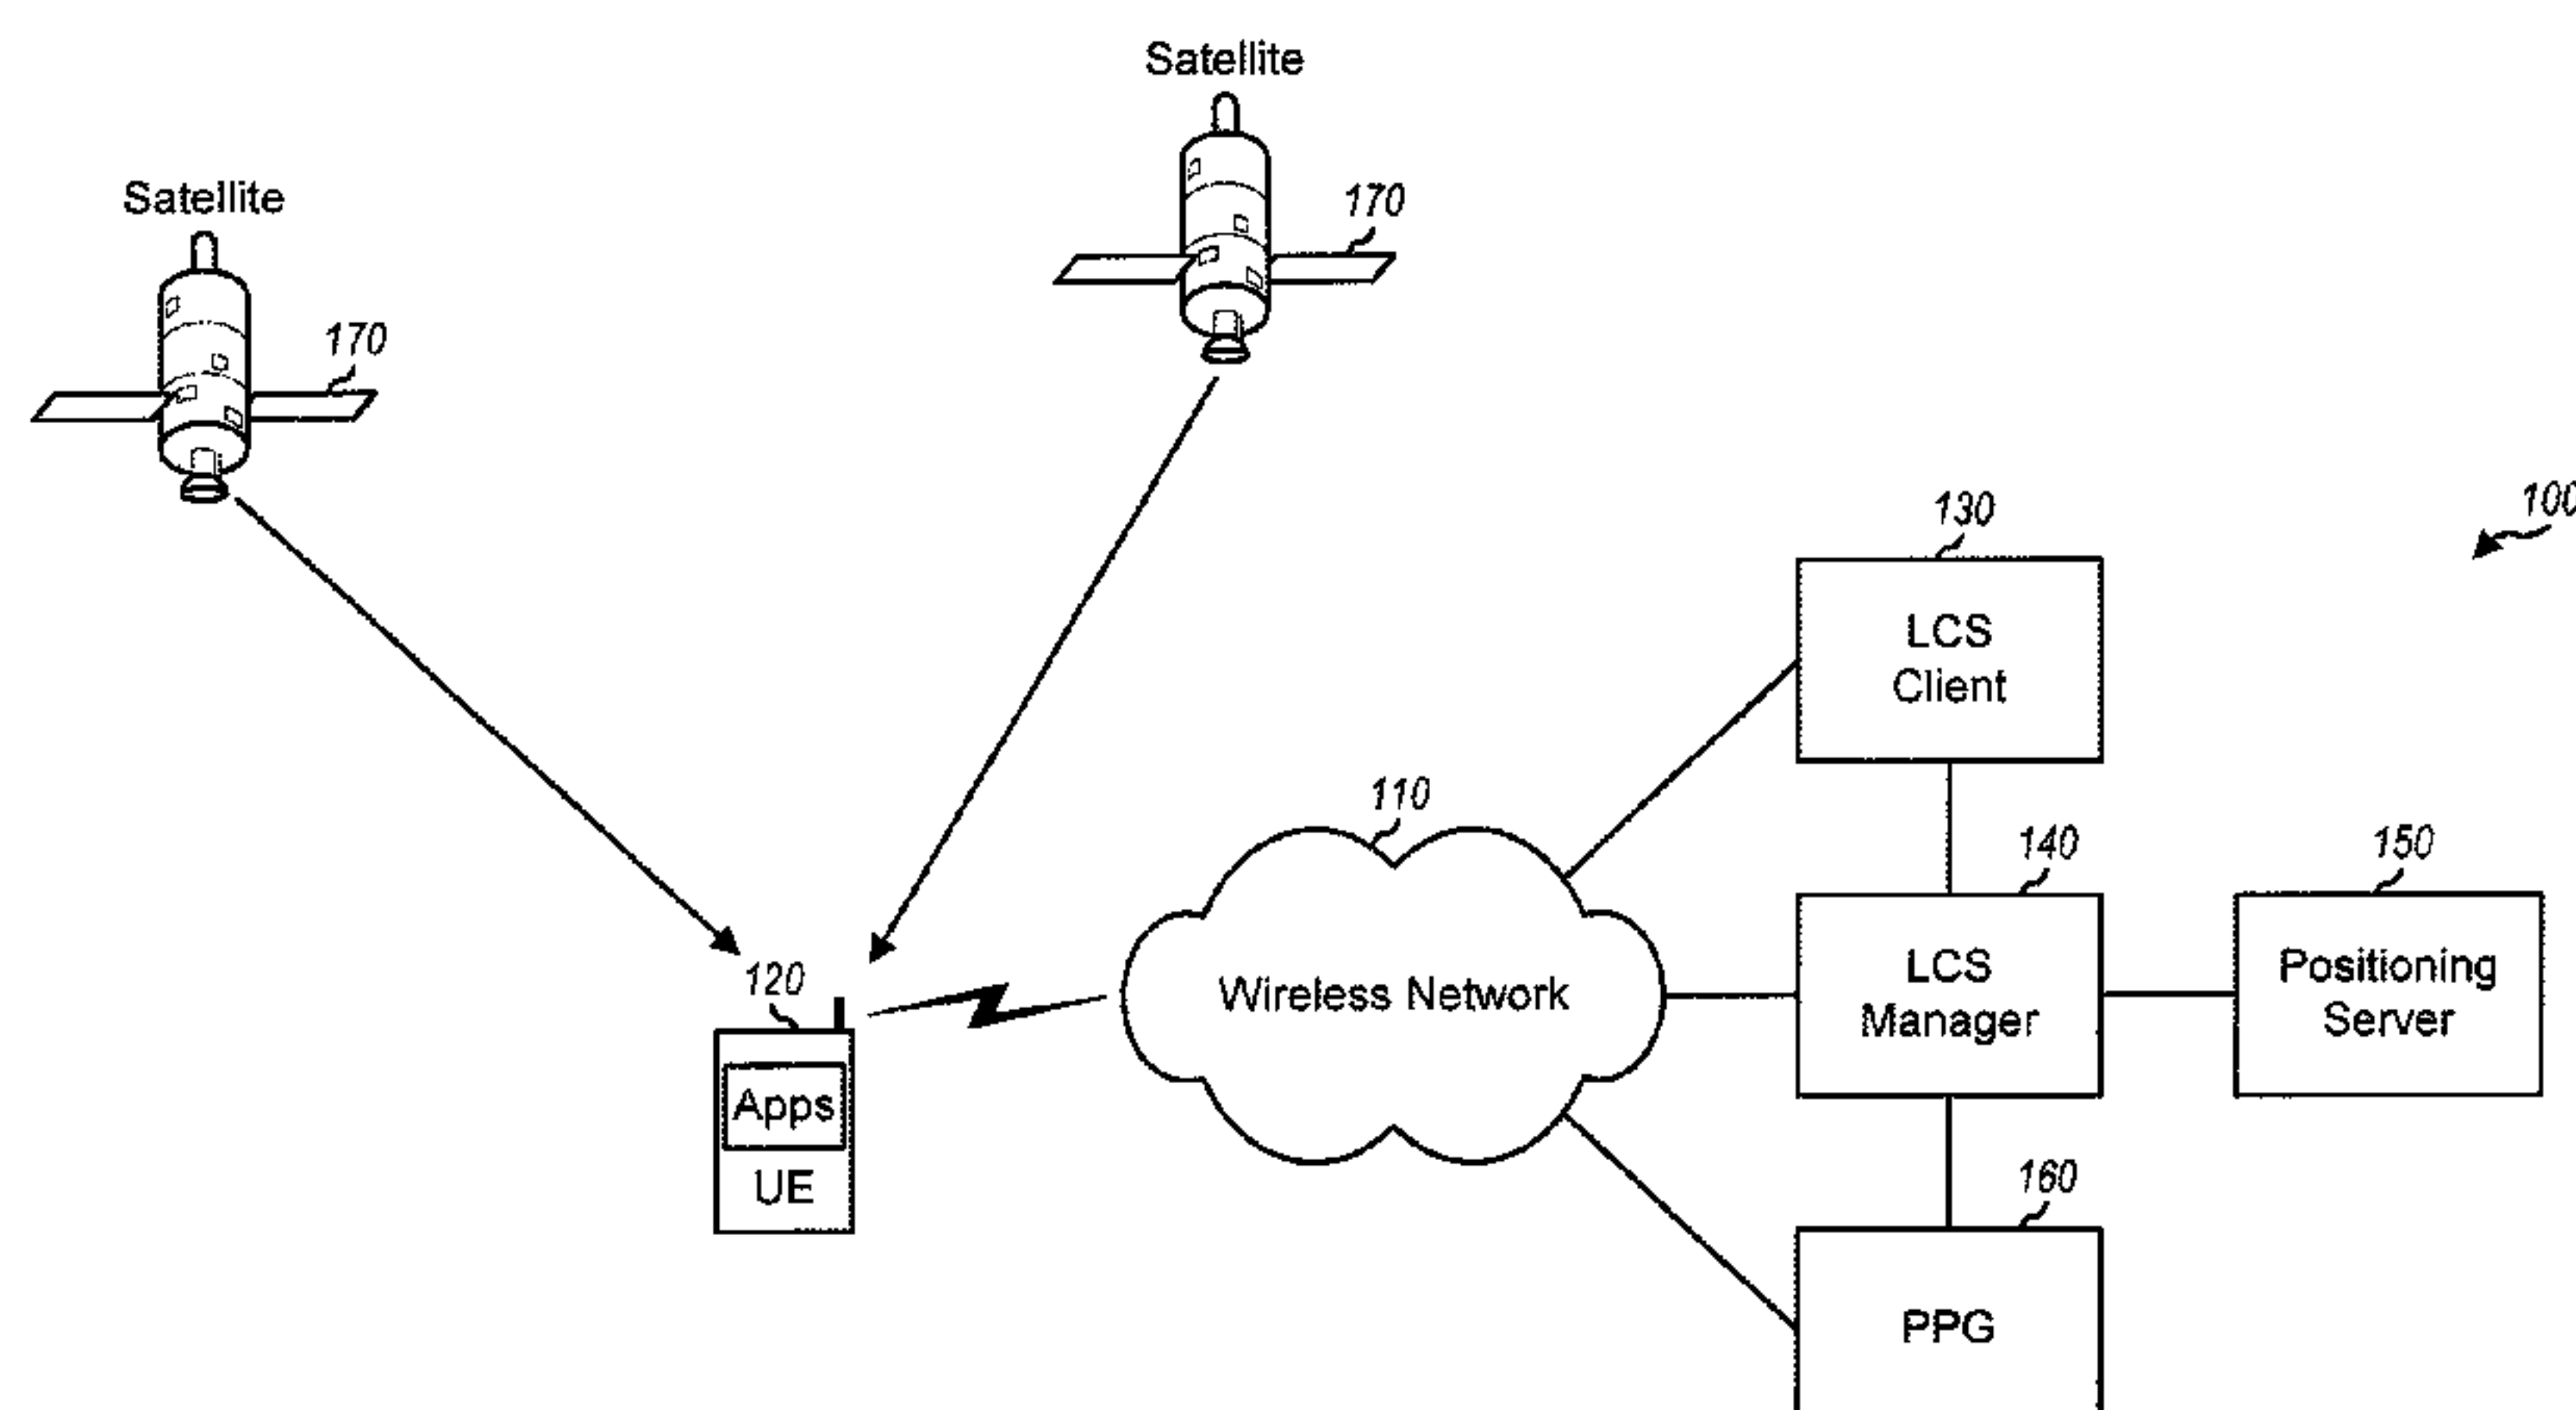 Satellite
Satellite
170
170
100
130
LCS
Client
110
140
150
120
Wireless Network
LCS
Manager
Positioning
Server
Apps
UE
160
PPG